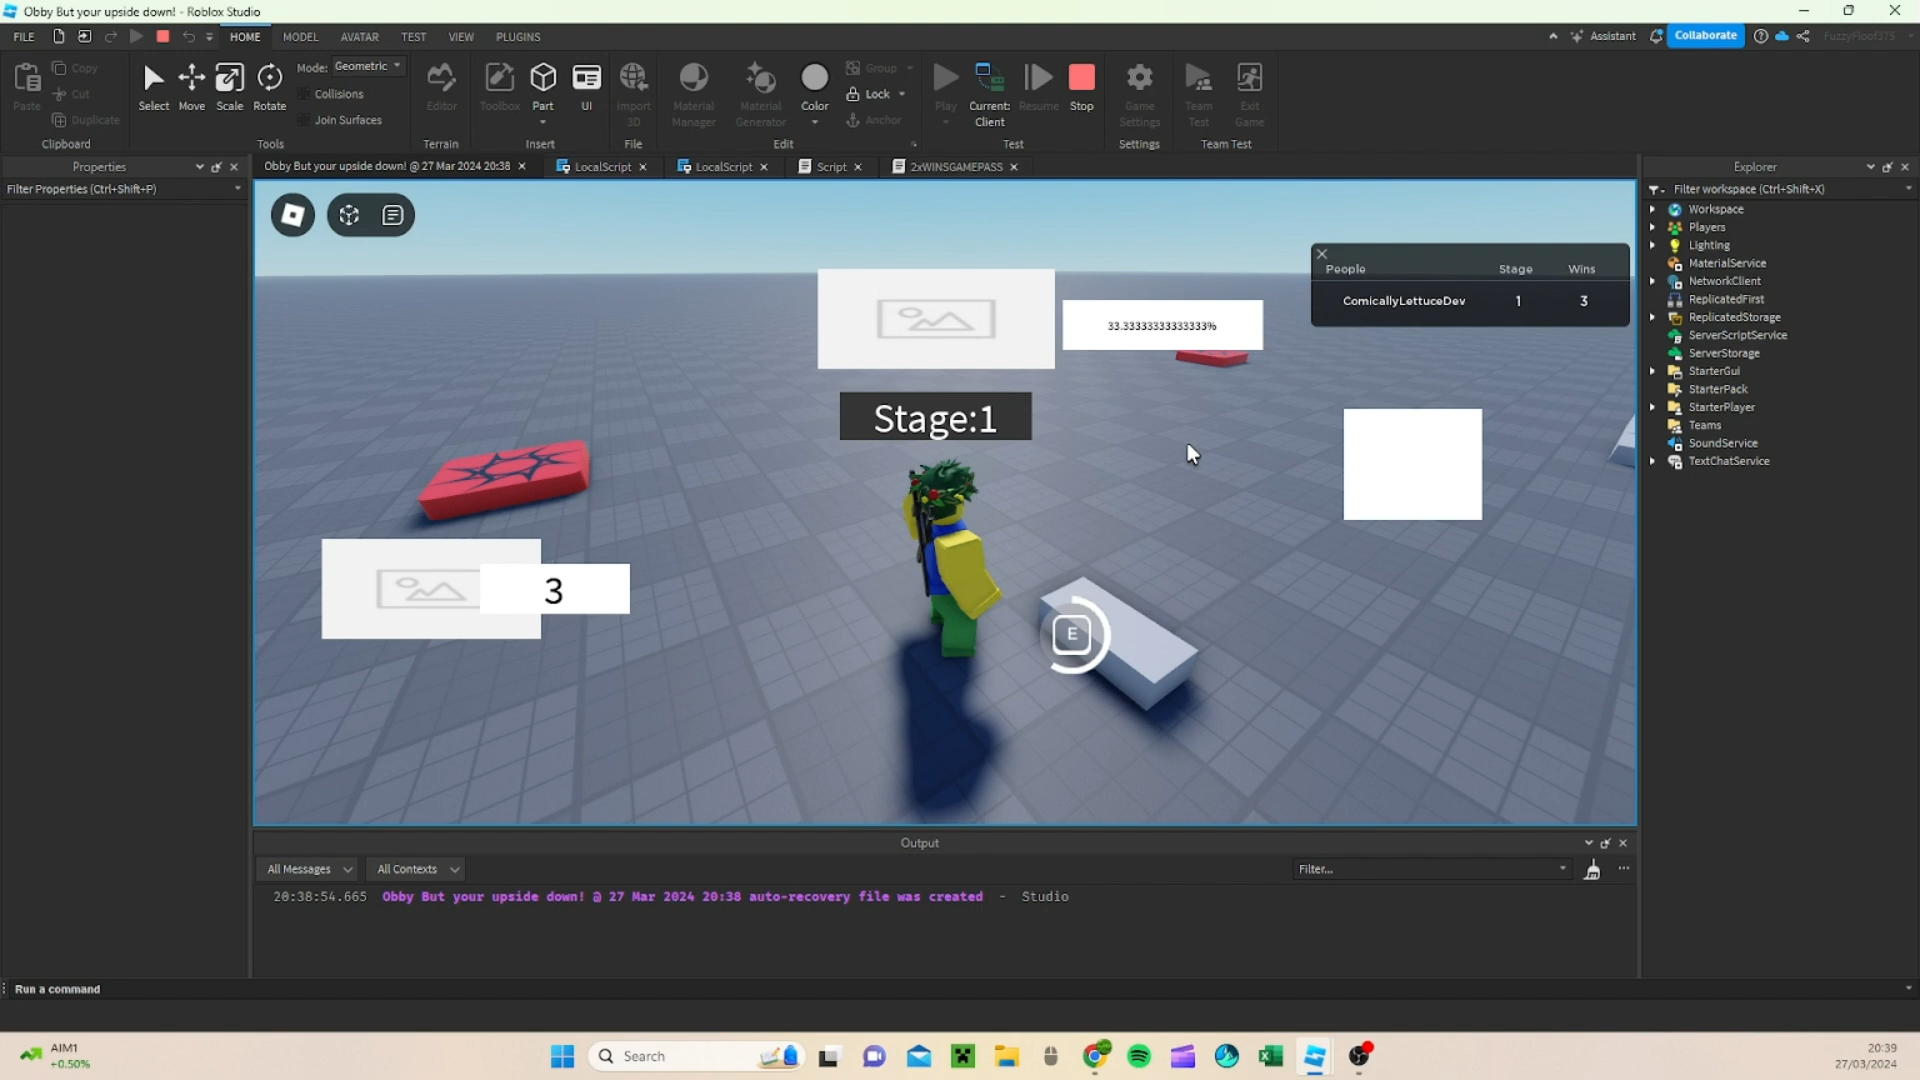 Obby But your upside down! - Roblox Studio
FILE
HOME
MODEL
AVATAR
TEST
VIEW
PLUGINS
Assistant
Collaborate
FuzzyFloof375
Paste
Copy
Cut
Duplicate
Clipboard
Select
Move
Scale
Rotate
Mode: Geometric
Collisions
Join Surfaces
Tools
Editor
Terrain
Toolbox
Part
UI
Insert
Import
3D
File
Material
Manager
Material
Generator
Color
Group
Lock
Anchor
Edit
Play
Current:
Client
Resume
Stop
Test
Game
Settings
Settings
Team
Test
Exit
Game
Team Test
Properties
Filter Properties (Ctrl+Shift+P)
Obby But your upside down! @ 27 Mar 2024 20:38
LocalScript
LocalScript
Script
2xWINSGAMEPASS
People
Stage
Wins
ComicallyLettuceDev
1
3
33.33333333333333%
Stage:1
3
E
Explorer
Filter workspace (Ctrl+Shift+X)
Workspace
Players
Lighting
MaterialService
NetworkClient
ReplicatedFirst
ReplicatedStorage
ServerScriptService
ServerStorage
StarterGui
StarterPack
StarterPlayer
Teams
SoundService
TextChatService
Output
All Messages
All Contexts
Filter...
20:38:54.665 Obby But your upside down! @ 27 Mar 2024 20:38 auto-recovery file was created - Studio
Run a command
AIM1
+0.50%
Search
20:39
27/03/2024